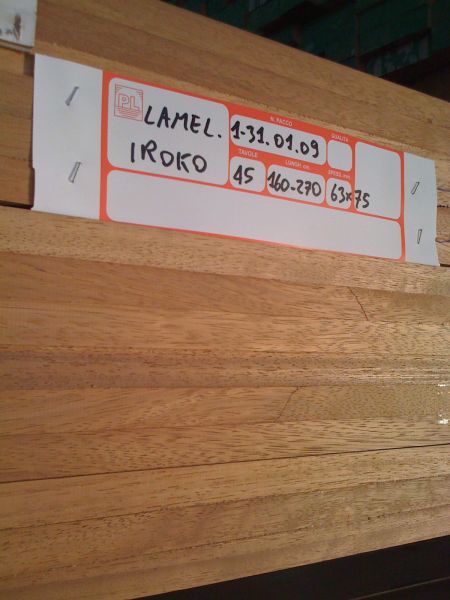 PL
LAMEL.
IROKO
N. PACCO
QUALITÀ
1-31.01.09
TAVOLE
LUNGH. cm.
SPESS. mm.
45
160-270
63x75